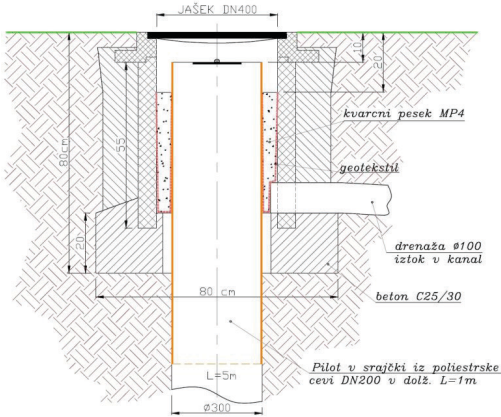 JAŠEK DN400
10
20
kvarcni pesek MP4
80cm
55
geotekstil
20
drenaža ø100
iztok v kanal
80 cm
beton C25/30
Pilot v srajčki iz poliestrske
cevi DN200 v dolž. L=1m
L=5m
ø300